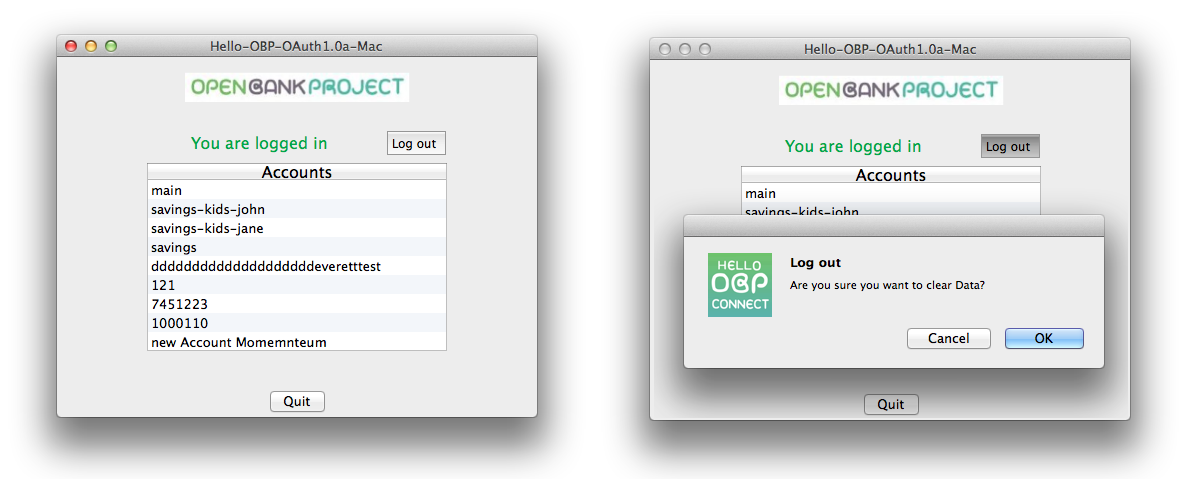 Hello-OBP-OAuth1.0a-Mac
OPEN BANK PROJECT
You are logged in
Log out
Accounts
main
savings-kids-john
savings-kids-jane
savings
ddddddddddddddddddddeveretttest
121
7451223
1000110
new Account Momemnteum
Quit
Hello-OBP-OAuth1.0a-Mac
OPEN BANK PROJECT
You are logged in
Log out
Accounts
main
savings-kids-john
HELLO
OBP
CONNECT
Log out
Are you sure you want to clear Data?
Cancel
OK
Quit